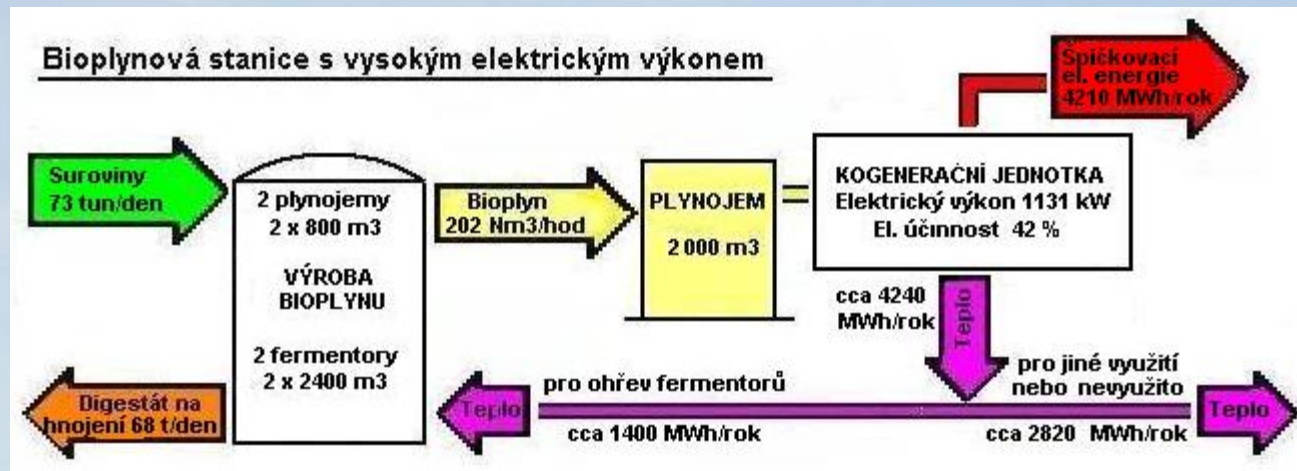 Bioplynová stanice s vysokým elektrickým výkonem
Špičkovací
el. energie
4210 MWh/rok
Suroviny
73 tun/den
2 plynojemy
2 x 800 m3
VÝROBA
BIOPLYNU
2 fermentory
2 x 2400 m3
Bioplyn
202 Nm3/hod
PLYNOJEM
2 000 m3
KOGENERAČNÍ JEDNOTKA
Elektrický výkon 1131 kW
El. účinnost 42 %
cca 4240
MWh/rok
Teplo
pro jiné využití
nebo nevyužito
pro ohřev fermentorů
Digestát na
hnojení 68 t/den
Teplo
cca 1400 MWh/rok
cca 2820 MWh/rok
Teplo